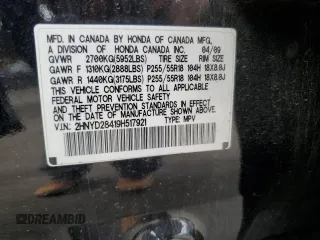 MFD. IN CANADA BY HONDA OF CANADA MFG.,
A DIVISION OF HONDA CANADA INC. 04/09
GVWR 2700KG(5952LBS) TIRE SIZE RIM SIZE
GAWR F 1310KG(2888LBS) P255/55R18 104H 18X8.0J
GAWR R 1440KG(3175LBS) P255/55R18 104H 18X8.0J
THIS VEHICLE CONFORMS TO ALL APPLICABLE
FEDERAL MOTOR VEHICLE SAFETY
AND THEFT PREVENTION STANDARDS IN EFFECT
ON THE DATE OF MANUFACTURE SHOWN ABOVE.
V.I.N: 2HNYD28419H517921 TYPE: MPV
AUTOBIDMASTER